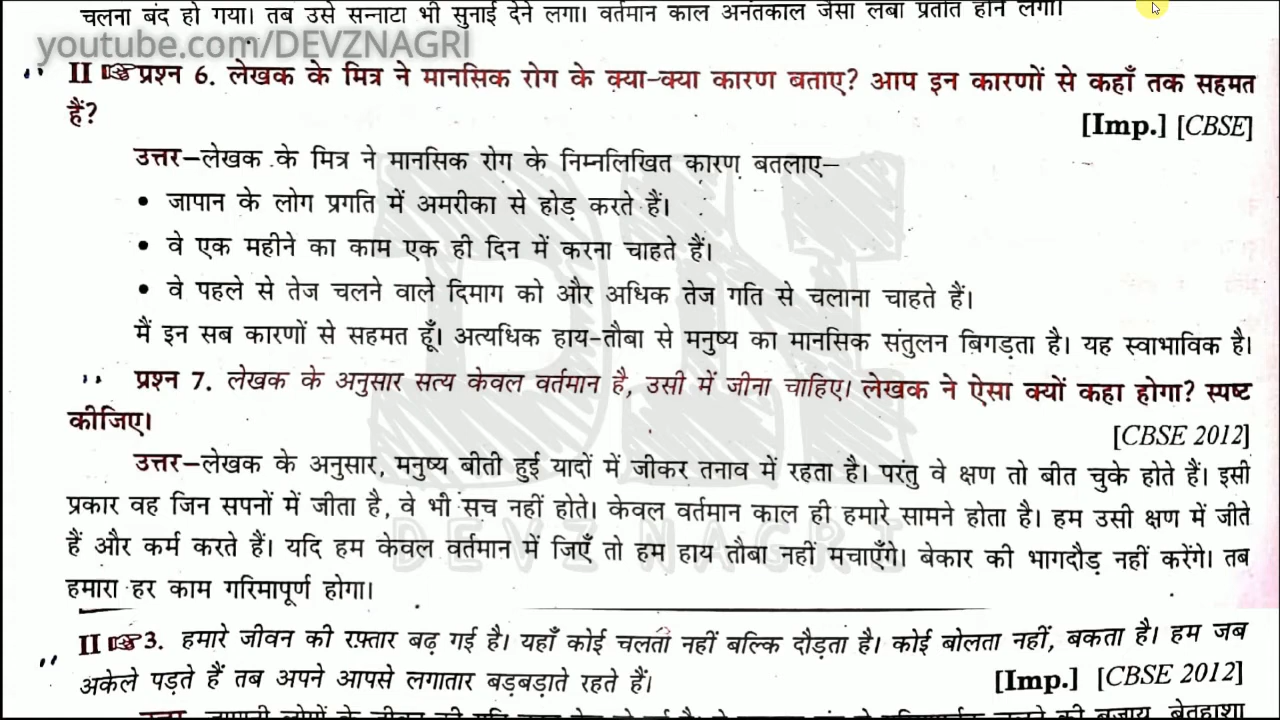 चलना बंद हो गया। तब उसे सन्नाटा भी सुनाई देने लगा। वर्तमान काल अनंतकाल जैसा लंबा प्रतीत होने लगा।
youtube.com/DEVZNAGRI
II ☞ प्रश्न 6. लेखक के मित्र ने मानसिक रोग के क्या-क्या कारण बताए? आप इन कारणों से कहाँ तक सहमत
हैं?
[Imp.] [CBSE]
उत्तर–लेखक के मित्र ने मानसिक रोग के निम्नलिखित कारण बतलाए–
• जापान के लोग प्रगति में अमरीका से होड़ करते हैं।
• वे एक महीने का काम एक ही दिन में करना चाहते हैं।
• वे पहले से तेज चलने वाले दिमाग को और अधिक तेज गति से चलाना चाहते हैं।
मैं इन सब कारणों से सहमत हूँ। अत्यधिक हाय-तौबा से मनुष्य का मानसिक संतुलन बिगड़ता है। यह स्वाभाविक है।
प्रश्न 7. लेखक के अनुसार सत्य केवल वर्तमान है, उसी में जीना चाहिए। लेखक ने ऐसा क्यों कहा होगा? स्पष्ट
कीजिए।
[CBSE 2012]
उत्तर–लेखक के अनुसार, मनुष्य बीती हुई यादों में जीकर तनाव में रहता है। परंतु वे क्षण तो बीत चुके होते हैं। इसी
प्रकार वह जिन सपनों में जीता है, वे भी सच नहीं होते। केवल वर्तमान काल ही हमारे सामने होता है। हम उसी क्षण में जीते
हैं और कर्म करते हैं। यदि हम केवल वर्तमान में जिएँ तो हम हाय तौबा नहीं मचाएँगे। बेकार की भागदौड़ नहीं करेंगे। तब
हमारा हर काम गरिमापूर्ण होगा।
DEVZ NAGRI
II ☞ 3. हमारे जीवन की रफ़्तार बढ़ गई है। यहाँ कोई चलता नहीं बल्कि दौड़ता है। कोई बोलता नहीं, बकता है। हम जब
अकेले पड़ते हैं तब अपने आपसे लगातार बड़बड़ाते रहते हैं।
[Imp.] [CBSE 2012]